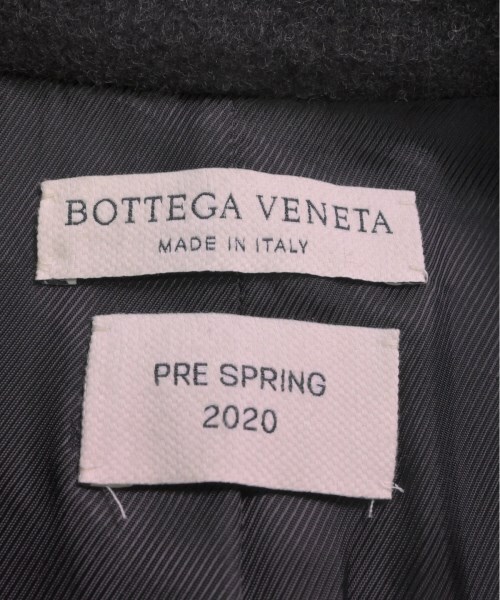 BOTTEGA VENETA
MADE IN ITALY
PRE SPRING
2020